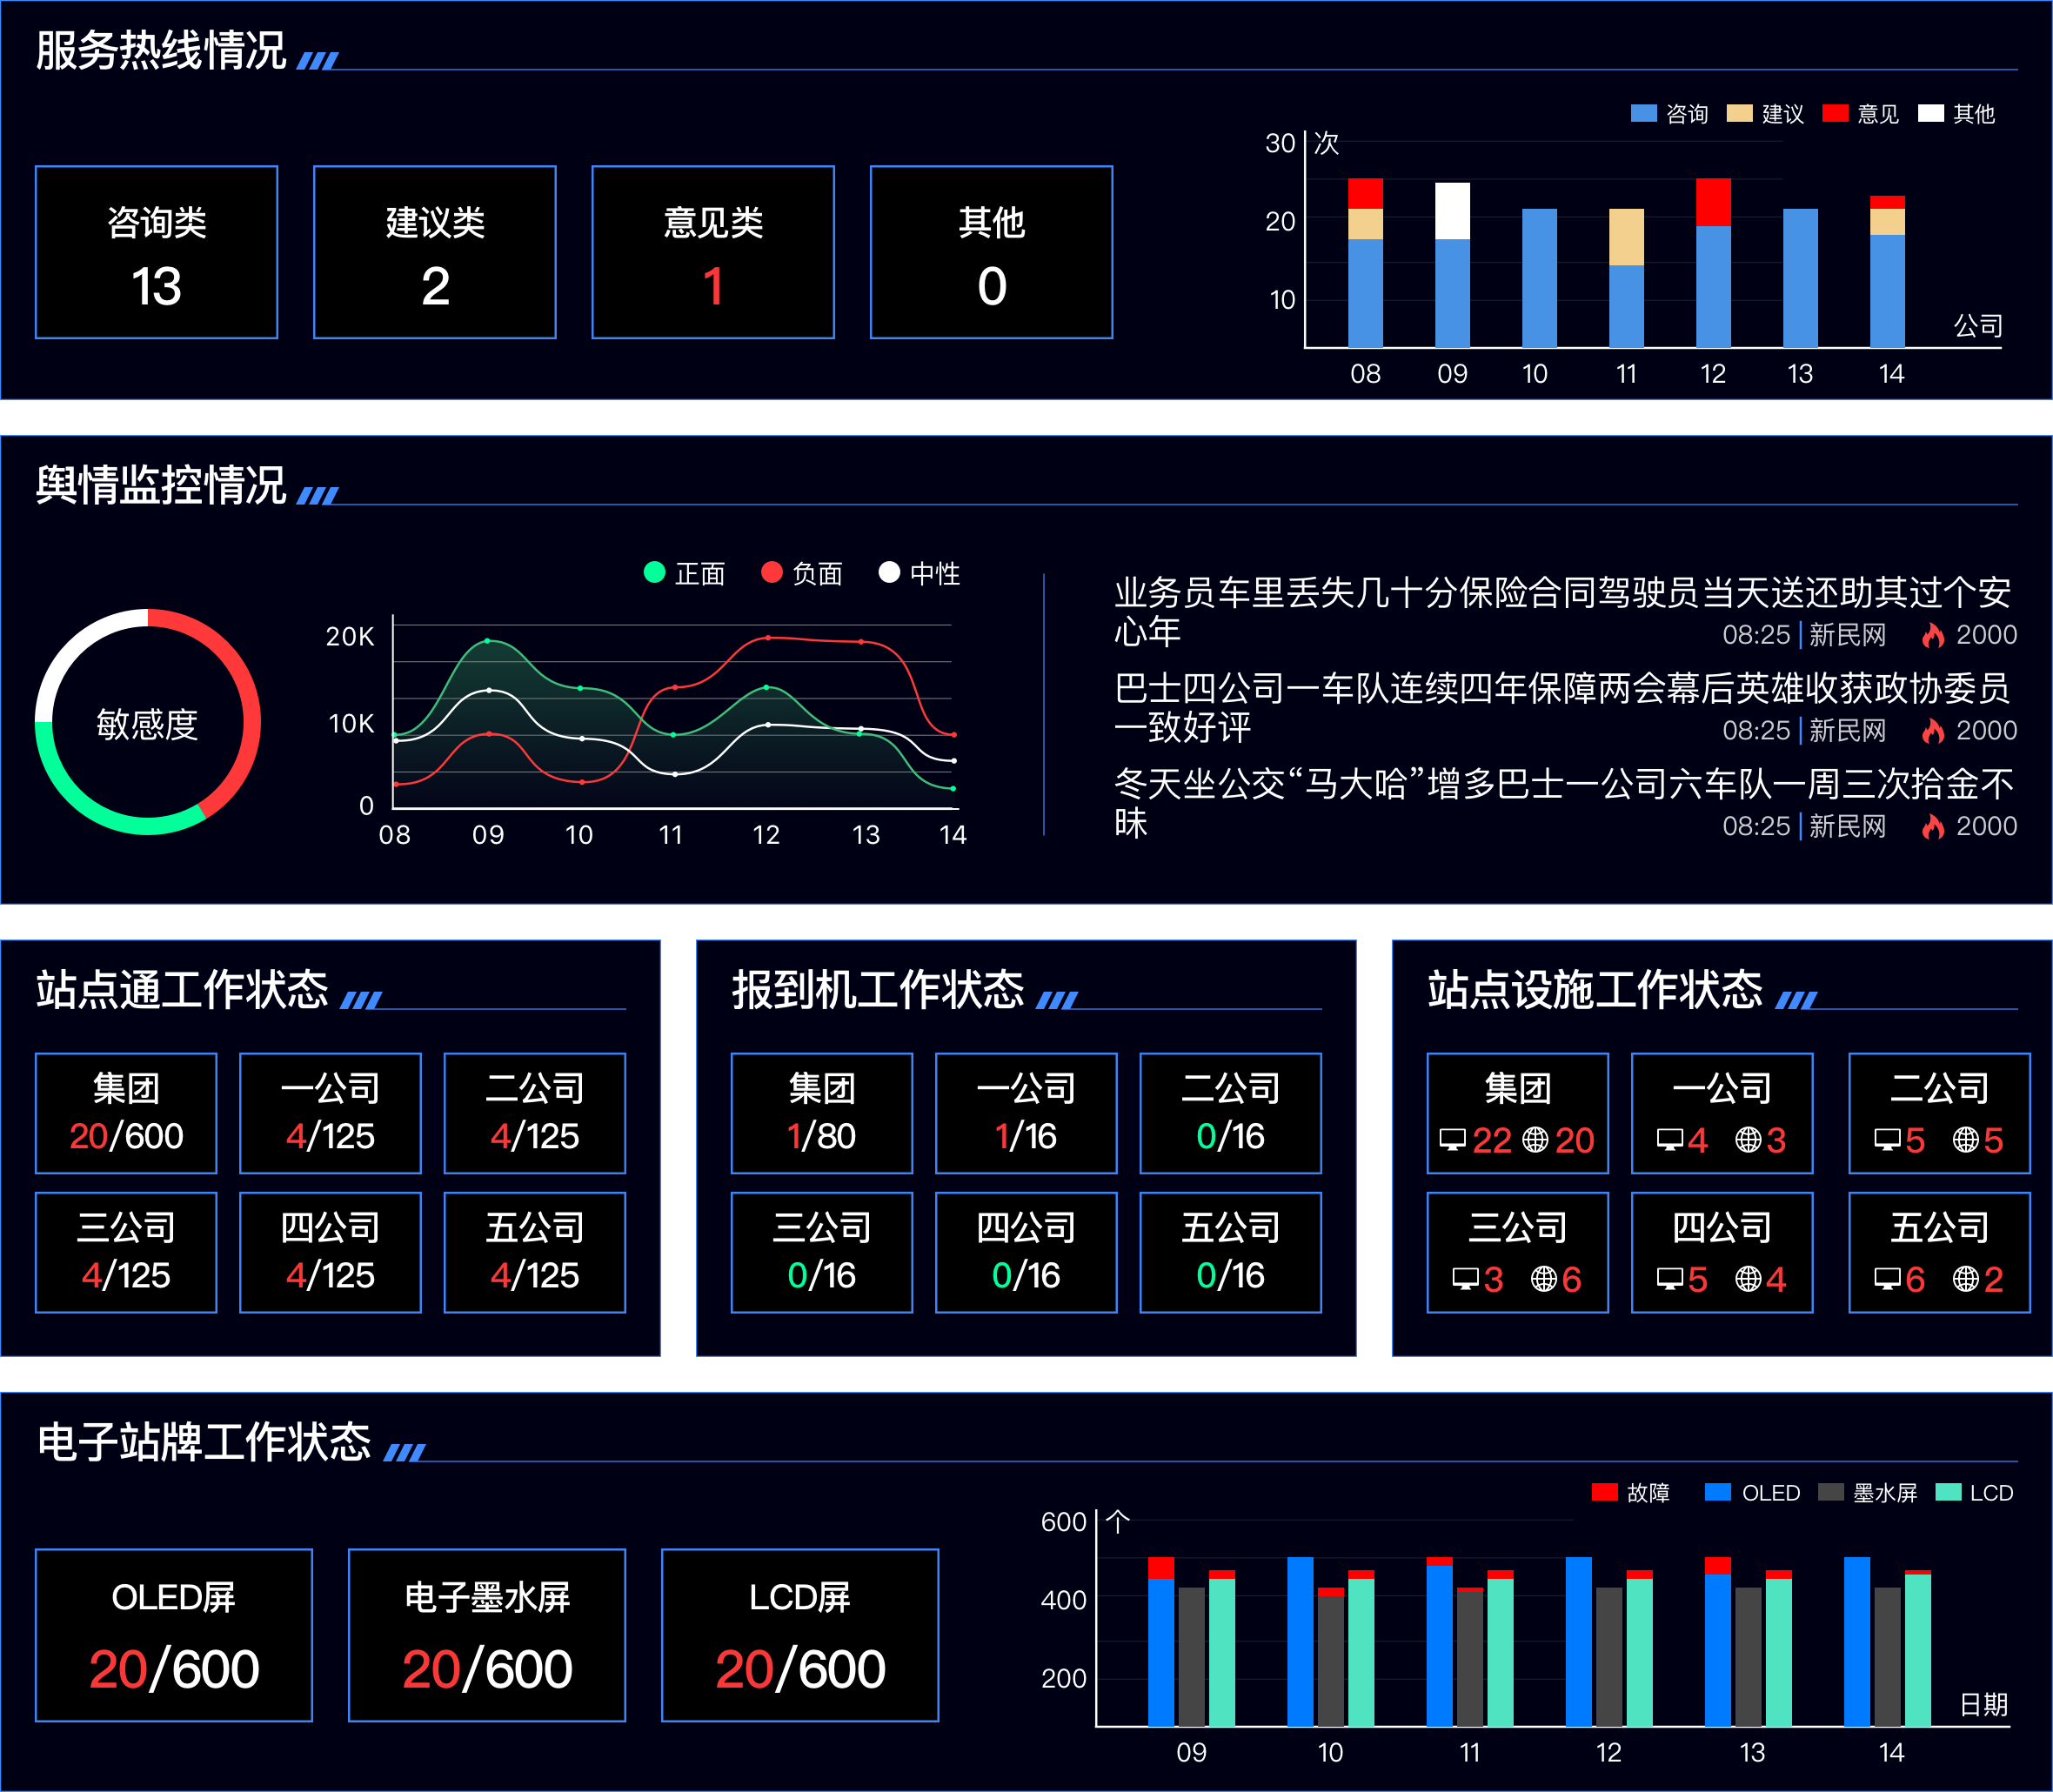 服务热线情况
咨询类
13
建议类
2
意见类
1
其他
0
咨询 建议 意见 其他
30
次
20
10
公司
08 09 10 11 12 13 14
舆情监控情况
敏感度
正面 负面 中性
20K
10K
0
08 09 10 11 12 13 14
业务员车里丢失几十分保险合同驾驶员当天送还助其过个安
心年
08:25 新民网 2000
巴士四公司一车队连续四年保障两会幕后英雄收获政协委员
一致好评
08:25 新民网 2000
冬天坐公交“马大哈”增多巴士一公司六车队一周三次拾金不
昧
08:25 新民网 2000
站点通工作状态
集团
20/600
一公司
4/125
二公司
4/125
三公司
4/125
四公司
4/125
五公司
4/125
报到机工作状态
集团
1/80
一公司
1/16
二公司
0/16
三公司
0/16
四公司
0/16
五公司
0/16
站点设施工作状态
集团
22 20
一公司
4 3
二公司
5 5
三公司
3 6
四公司
5 4
五公司
6 2
电子站牌工作状态
OLED屏
20/600
电子墨水屏
20/600
LCD屏
20/600
故障 OLED 墨水屏 LCD
600
个
400
200
日期
09 10 11 12 13 14